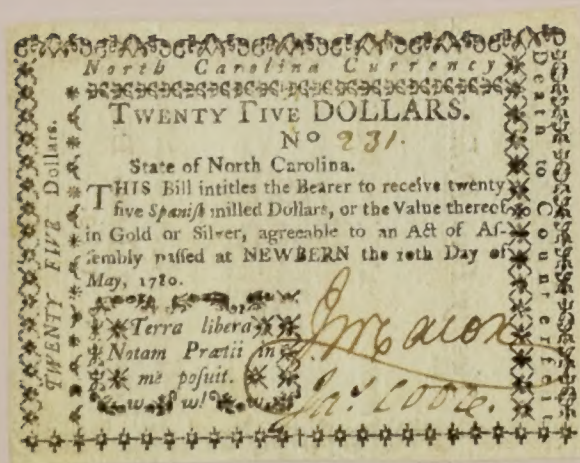 North Carolina Currency
TWENTY FIVE DOLLARS.
No 231.
State of North Carolina.
THIS Bill intitles the Bearer to receive twenty
five Spaniſh milled Dollars, or the Value thereof
in Gold or Silver, agreeable to an Act of Aſ-
ſembly paſſed at NEWBERN the 10th Day of
May, 1780.
Terra libera
Notam Prætii in
me poſuit.
J Macon
Jas. Coore.
TWENTY FIVE Dollars.
Death to Counterfeit